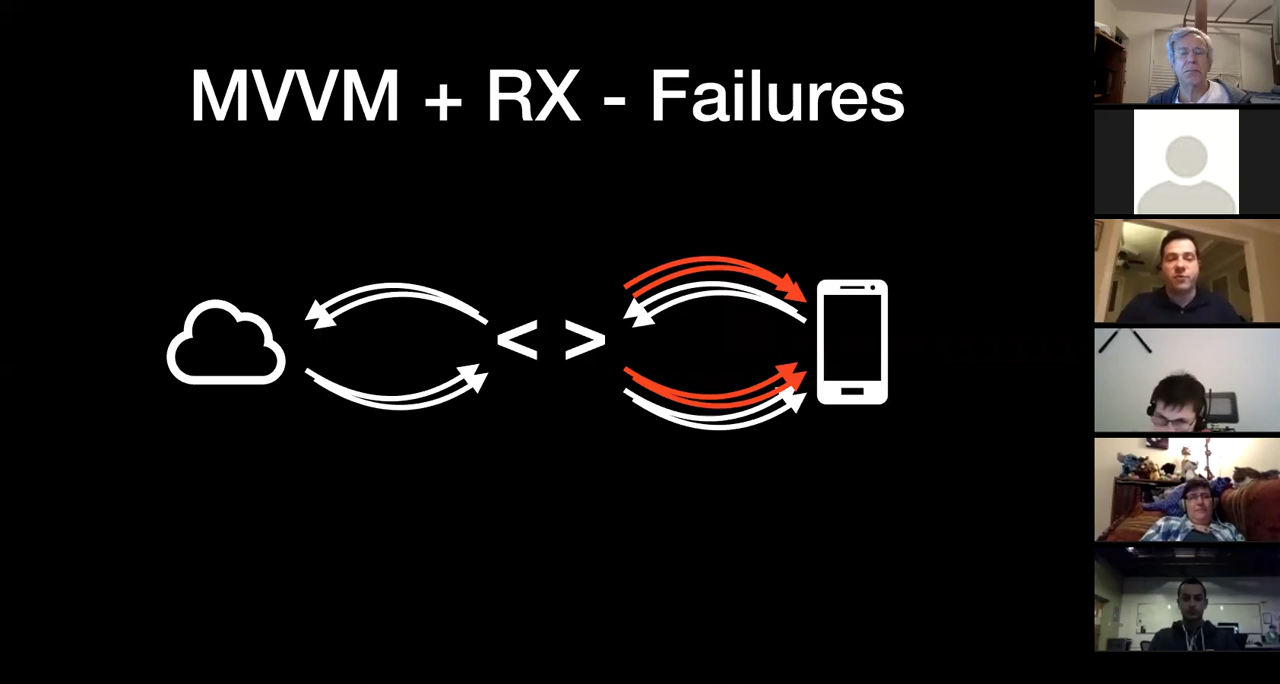 MVVM + RX - Failures
< >